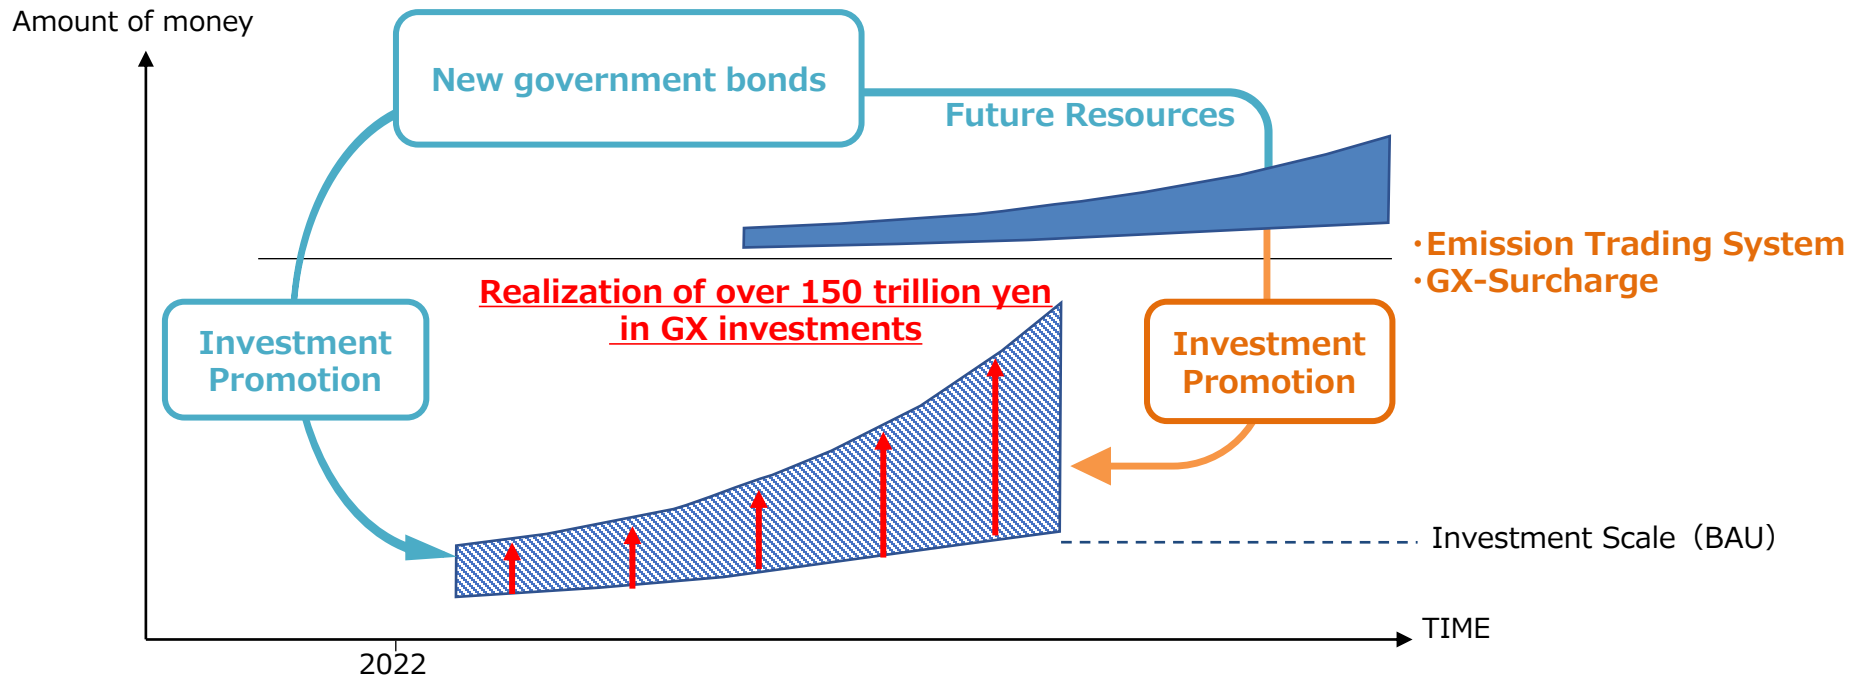 Amount of money
New government bonds
Future Resources
・Emission Trading System
・GX-Surcharge
Realization of over 150 trillion yen
in GX investments
Investment
Promotion
Investment
Promotion
Investment Scale（BAU）
TIME
2022